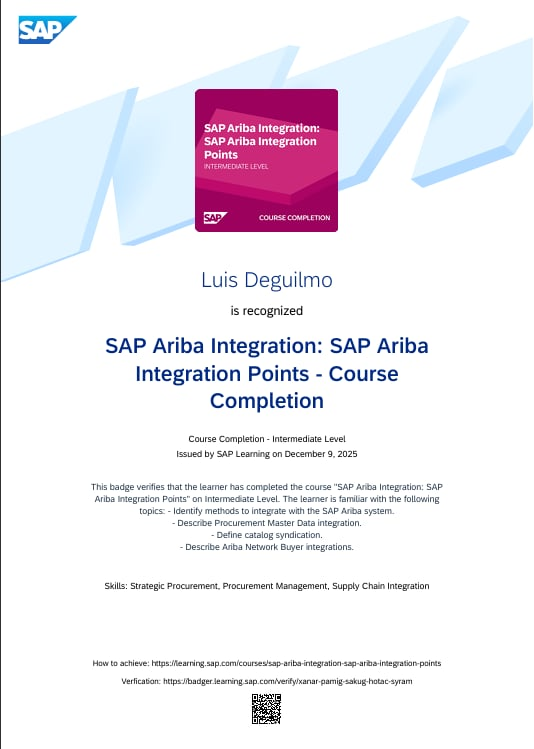 SAP
SAP Ariba Integration:
SAP Ariba Integration
Points
INTERMEDIATE LEVEL
SAP COURSE COMPLETION
Luis Deguilmo
is recognized
SAP Ariba Integration: SAP Ariba
Integration Points - Course
Completion
Course Completion - Intermediate Level
Issued by SAP Learning on December 9, 2025
This badge verifies that the learner has completed the course "SAP Ariba Integration: SAP
Ariba Integration Points" on Intermediate Level. The learner is familiar with the following
topics: - Identify methods to integrate with the SAP Ariba system.
- Describe Procurement Master Data integration.
- Define catalog syndication.
- Describe Ariba Network Buyer integrations.
Skills: Strategic Procurement, Procurement Management, Supply Chain Integration
How to achieve: https://learning.sap.com/courses/sap-ariba-integration-sap-ariba-integration-points
Verfication: https://badger.learning.sap.com/verify/xanar-pamig-sakug-hotac-syram